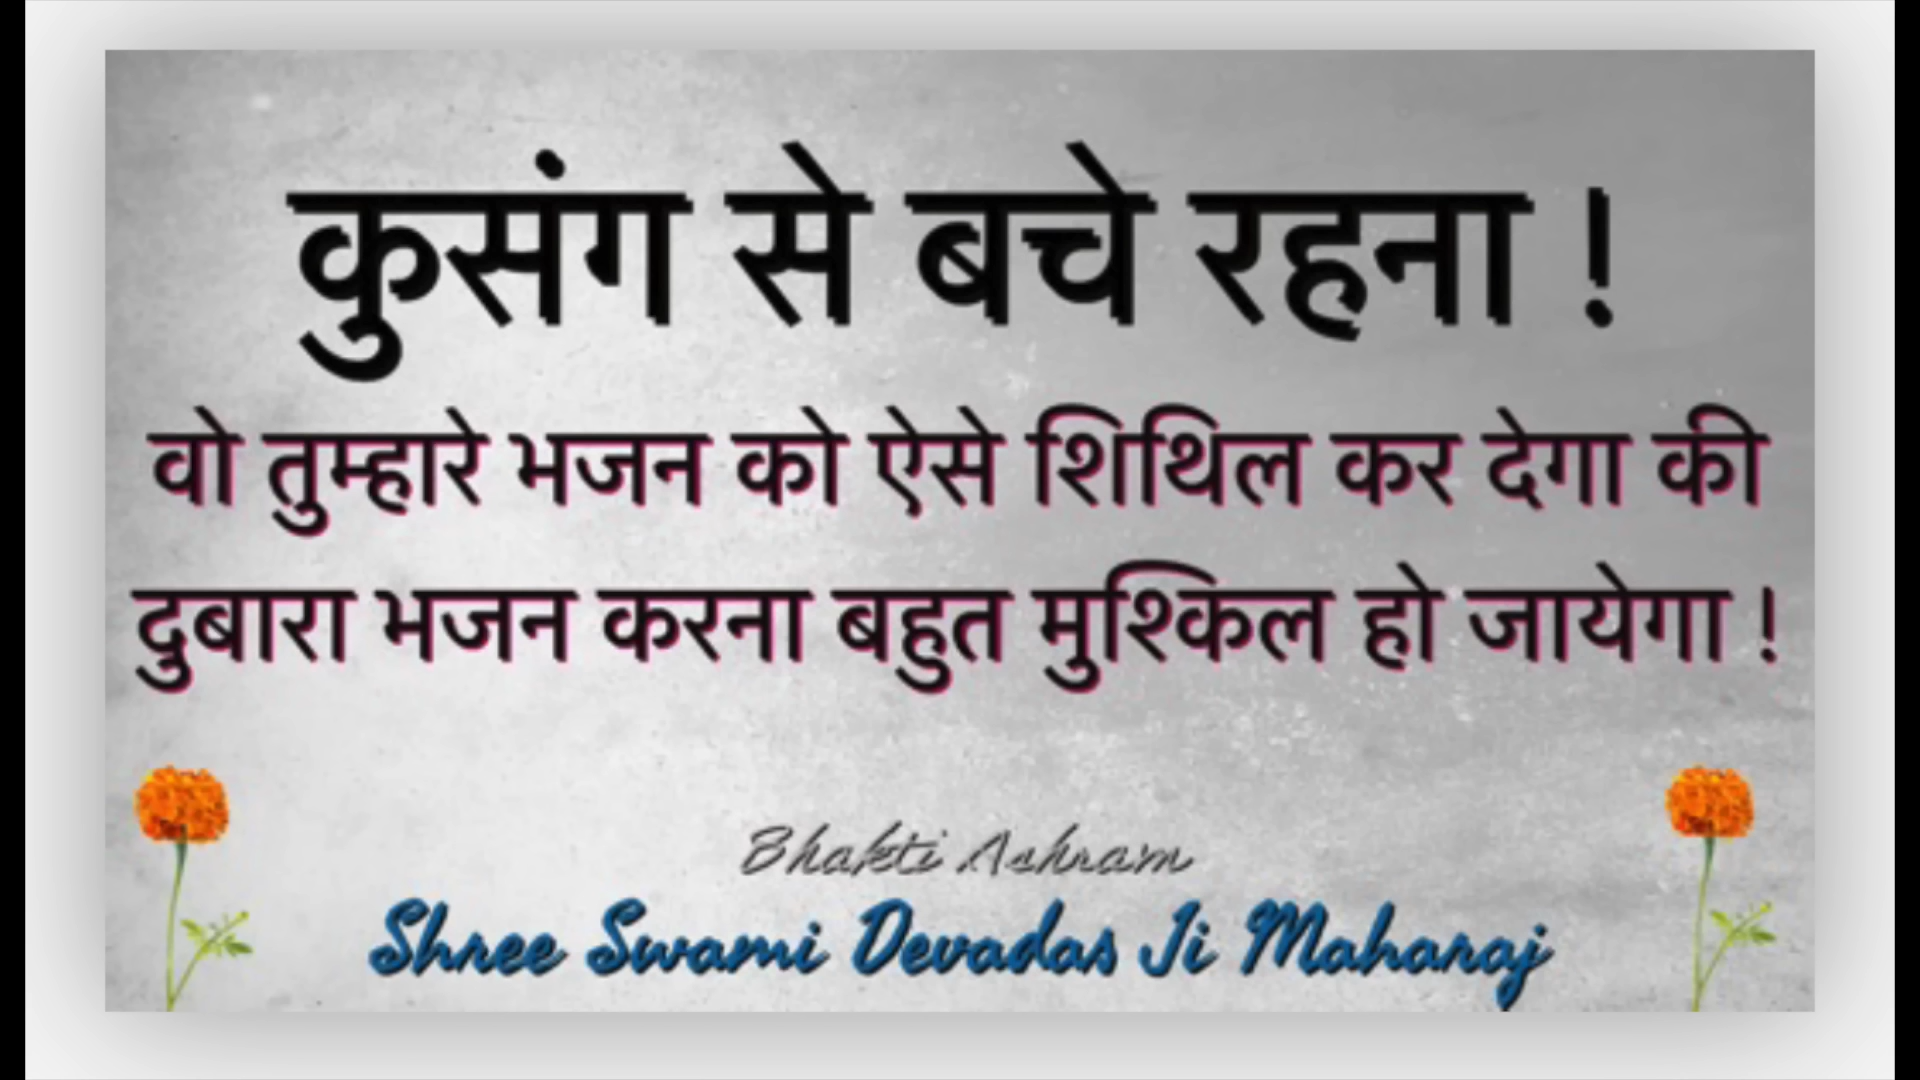 कुसंग से बचे रहना !
वो तुम्हारे भजन को ऐसे शिथिल कर देगा की
दुबारा भजन करना बहुत मुश्किल हो जायेगा !
Bhakti Ashram
Shree Swami Devadas Ji Maharaj